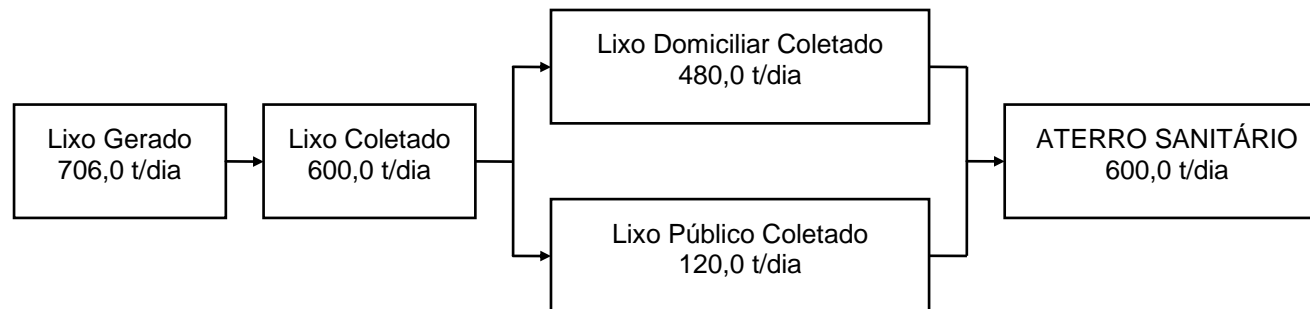 Lixo Gerado
706,0 t/dia
Lixo Coletado
600,0 t/dia
Lixo Domiciliar Coletado
480,0 t/dia
Lixo Público Coletado
120,0 t/dia
ATERRO SANITÁRIO
600,0 t/dia